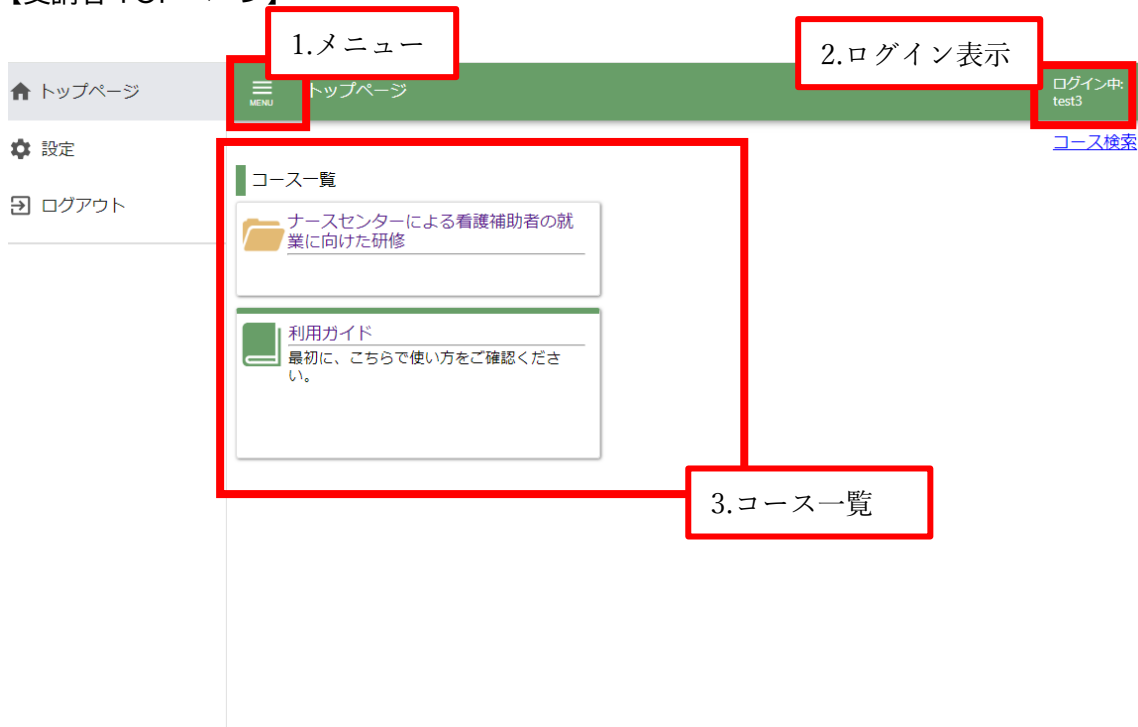 1.メニュー
2.ログイン表示
トップページ
MENU
トップページ
ログイン中:
test3
設定
コース検索
コース一覧
ログアウト
ナースセンターによる看護補助者の就
業に向けた研修
利用ガイド
最初に、こちらで使い方をご確認くださ
い。
3.コース一覧